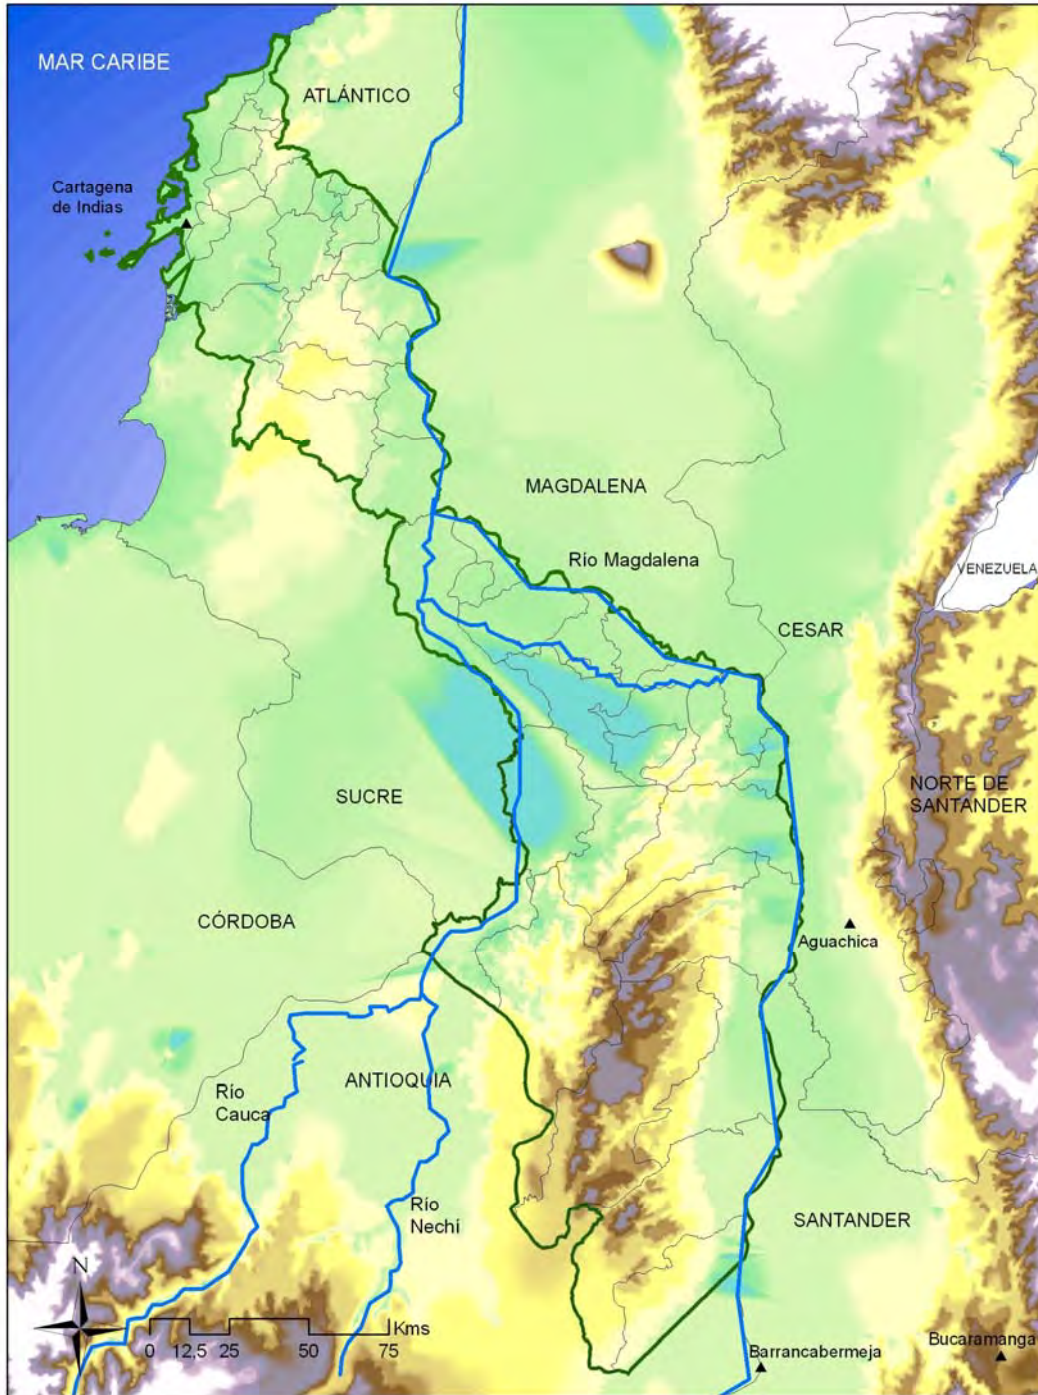 MAR CARIBE
ATLÁNTICO
Cartagena
de Indias
MAGDALENA
Río Magdalena
VENEZUELA
CESAR
NORTE DE
SANTANDER
SUCRE
CÓRDOBA
Aguachica
ANTIOQUIA
Río
Cauca
Río
Nechí
SANTANDER
N
Kms
0 12,5 25 50 75
Barrancabermeja
Bucaramanga